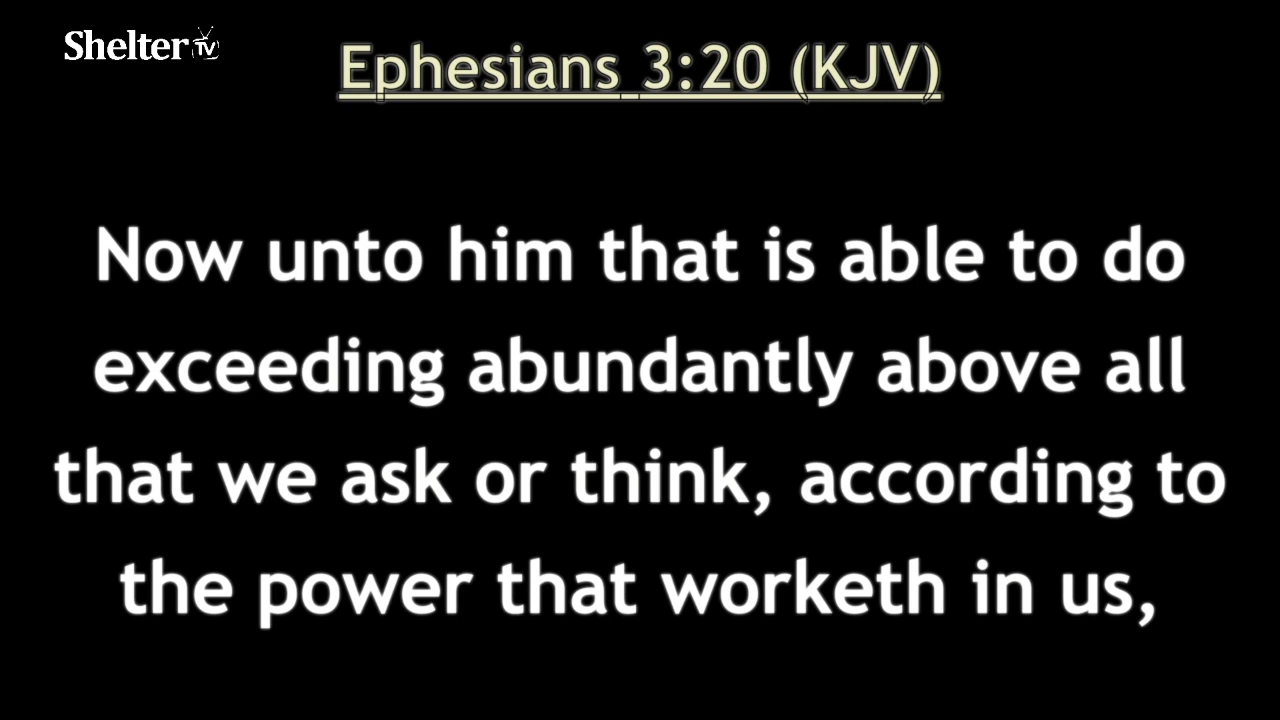 Shelter TV
Ephesians 3:20 (KJV)
Now unto him that is able to do
exceeding abundantly above all
that we ask or think, according to
the power that worketh in us,